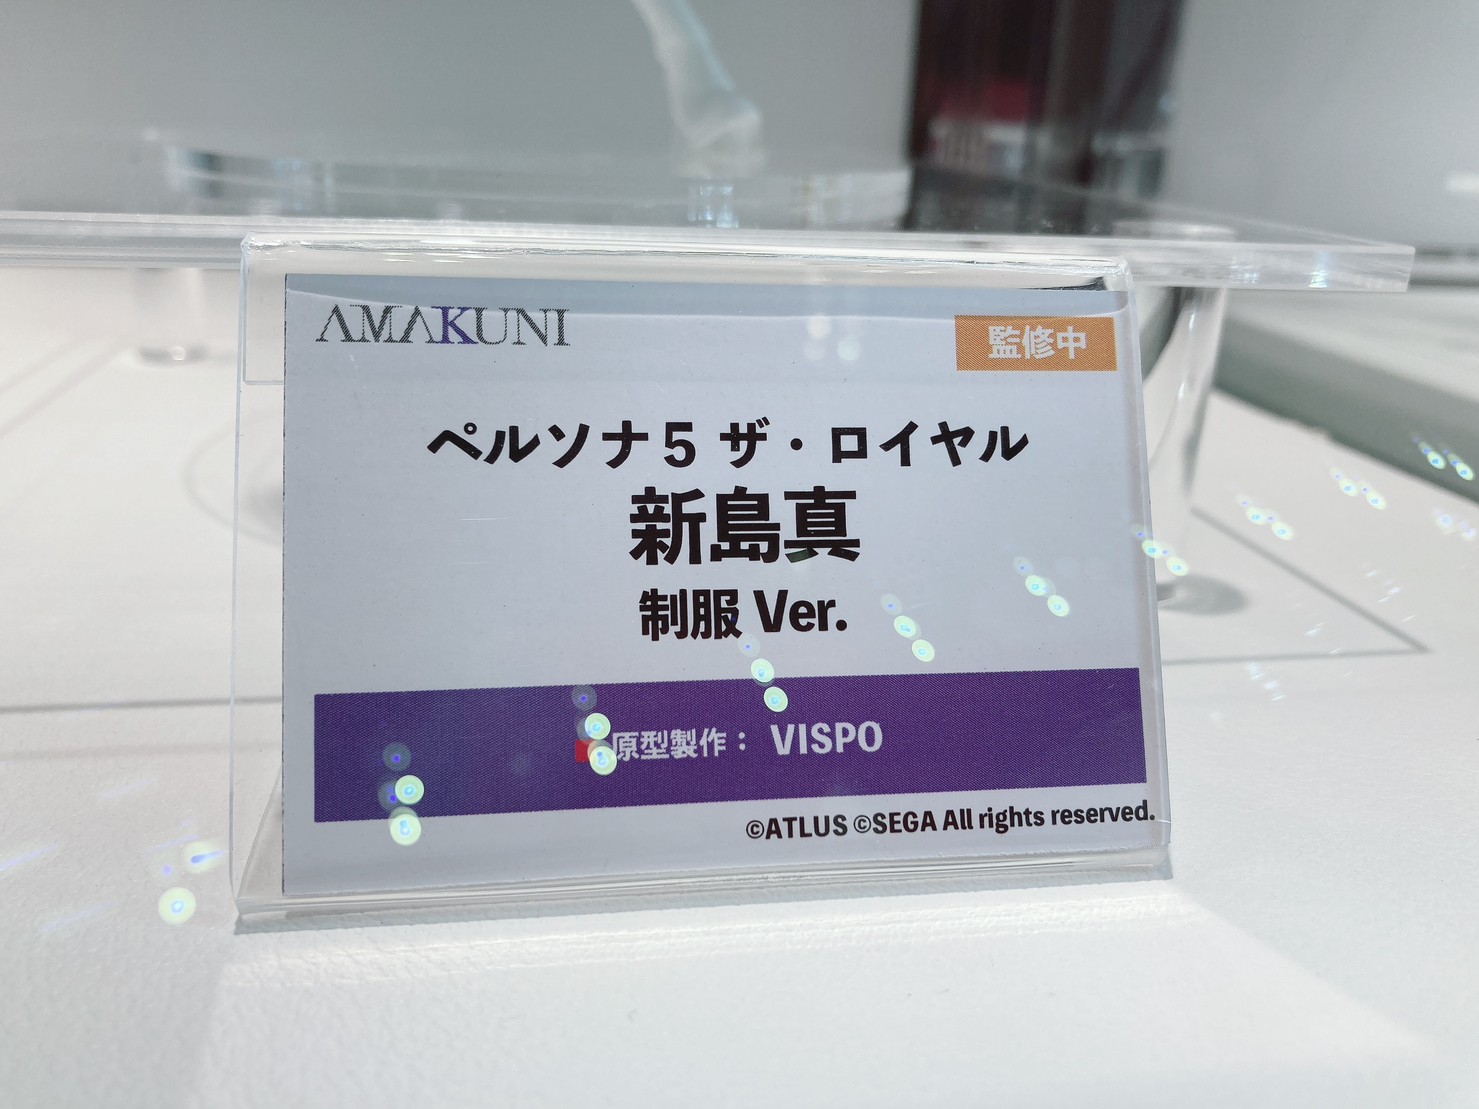 AMAKUNI
監修中
ペルソナ5 ザ・ロイヤル
新島真
制服 Ver.
原型製作： VISPO
©ATLUS ©SEGA All rights reserved.